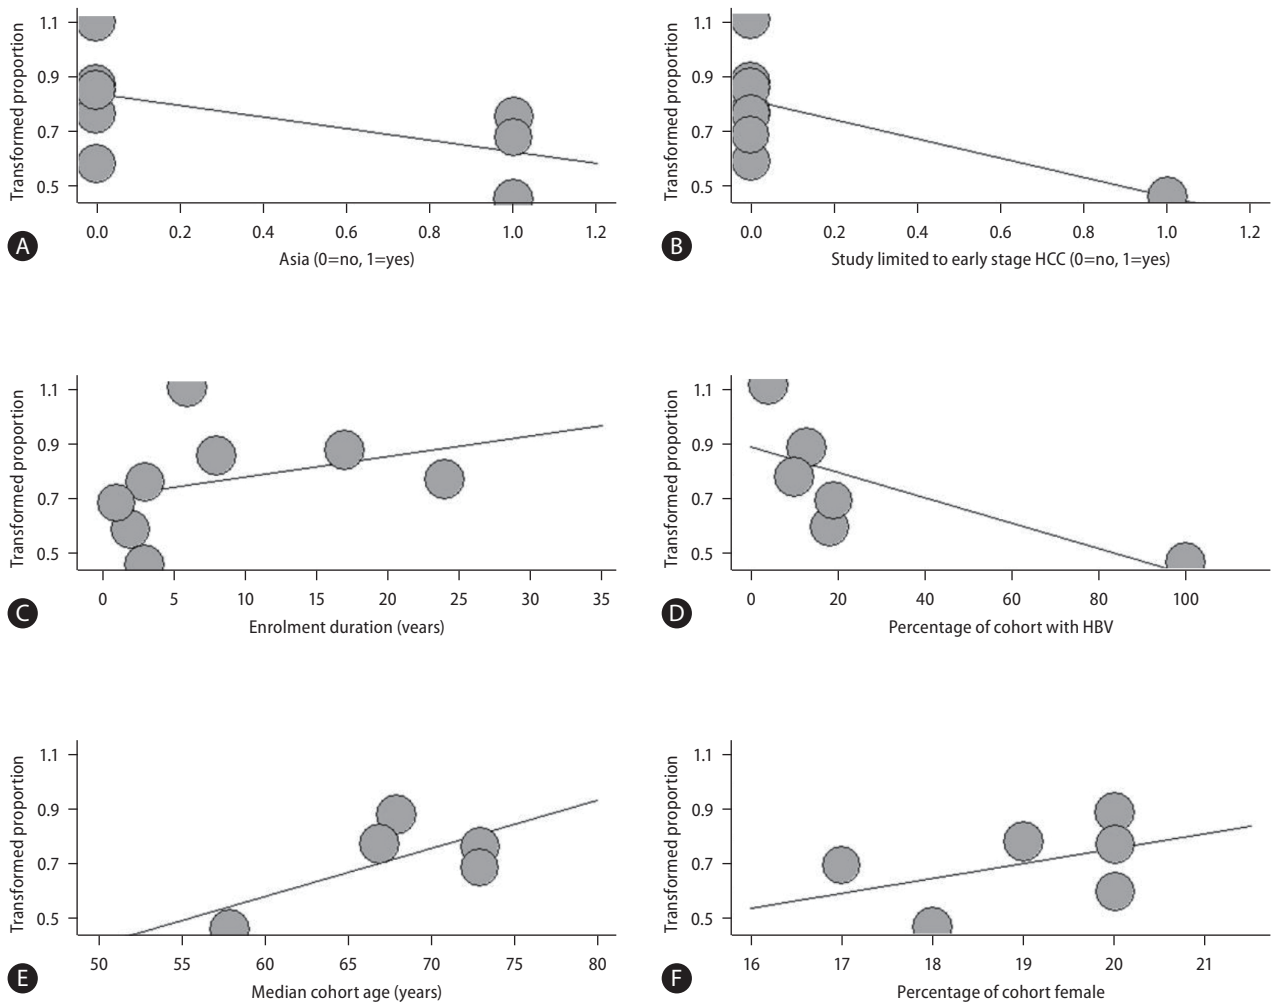 Transformed proportion
1.1
0.9
0.7
0.5
0.0 0.2 0.4 0.6 0.8 1.0 1.2
A
Asia (0=no, 1=yes)
Transformed proportion
1.1
0.9
0.7
0.5
0.0 0.2 0.4 0.6 0.8 1.0 1.2
B
Study limited to early stage HCC (0=no, 1=yes)
Transformed proportion
1.1
0.9
0.7
0.5
0 5 10 15 20 25 30 35
C
Enrolment duration (vears)
Transformed proportion
1.1
0.9
0.7
0.5
0 20 40 60 80 100
D
Percentage of cohort with HBV
Transformed proportion
1.1
0.9
0.7
0.5
50 55 60 65 70 75 80
E
Median cohort age (years)
Transformed proportion
1.1
0.9
0.7
0.5
16 17 18 19 20 21
F
Percentage of cohort female